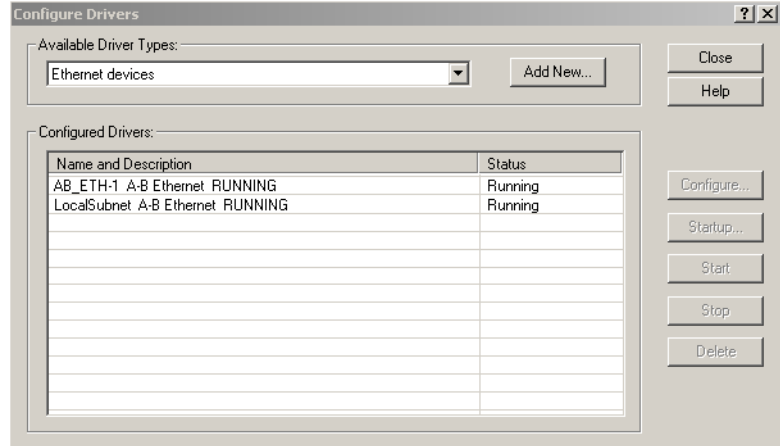 Configure Drivers
? ×
Available Driver Types:
Ethernet devices
Add New...
Close
Help
Configured Drivers:
Name and Description Status
AB_ETH-1 A-B Ethernet RUNNING Running
LocalSubnet A-B Ethernet RUNNING Running
Configure...
Startup...
Start
Stop
Delete